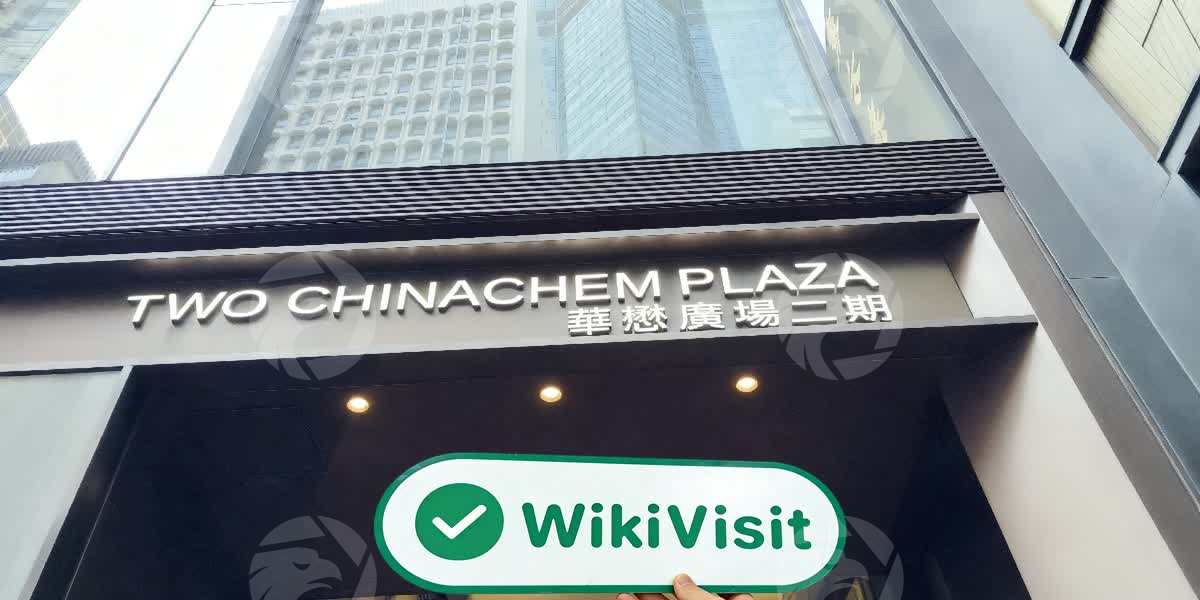 TWO CHINACHEM PLAZA
華懋廣場二期
WikiVisit